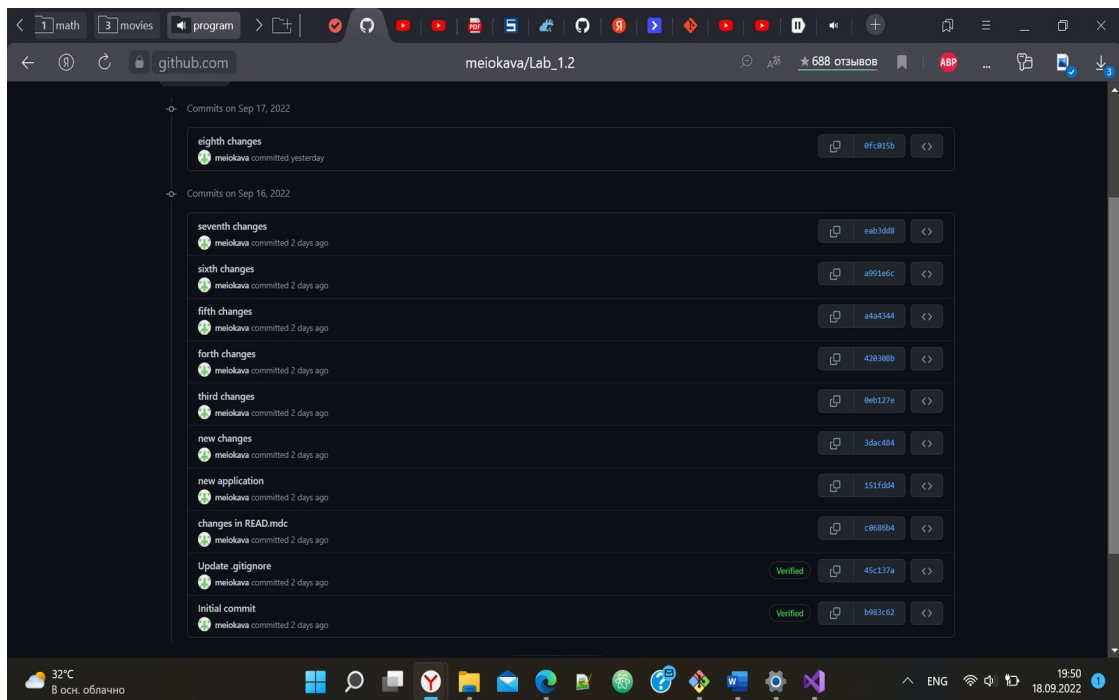 1 math 3 movies program
github.com meiokava/Lab_1.2 688 отзывов ABP
3
Commits on Sep 17, 2022
eighth changes
meiokava committed yesterday
0fc015b
Commits on Sep 16, 2022
seventh changes
meiokava committed 2 days ago
eab3dd8
sixth changes
meiokava committed 2 days ago
a991e6c
fifth changes
meiokava committed 2 days ago
a4a4344
forth changes
meiokava committed 2 days ago
420308b
third changes
meiokava committed 2 days ago
0eb127e
new changes
meiokava committed 2 days ago
3dac484
new application
meiokava committed 2 days ago
151fdd4
changes in READ.mdc
meiokava committed 2 days ago
c0686b4
Update .gitignore
meiokava committed 2 days ago
Verified 45c137a
Initial commit
meiokava committed 2 days ago
Verified b983c62
32°C
В осн. облачно
ENG
19:50
18.09.2022
1